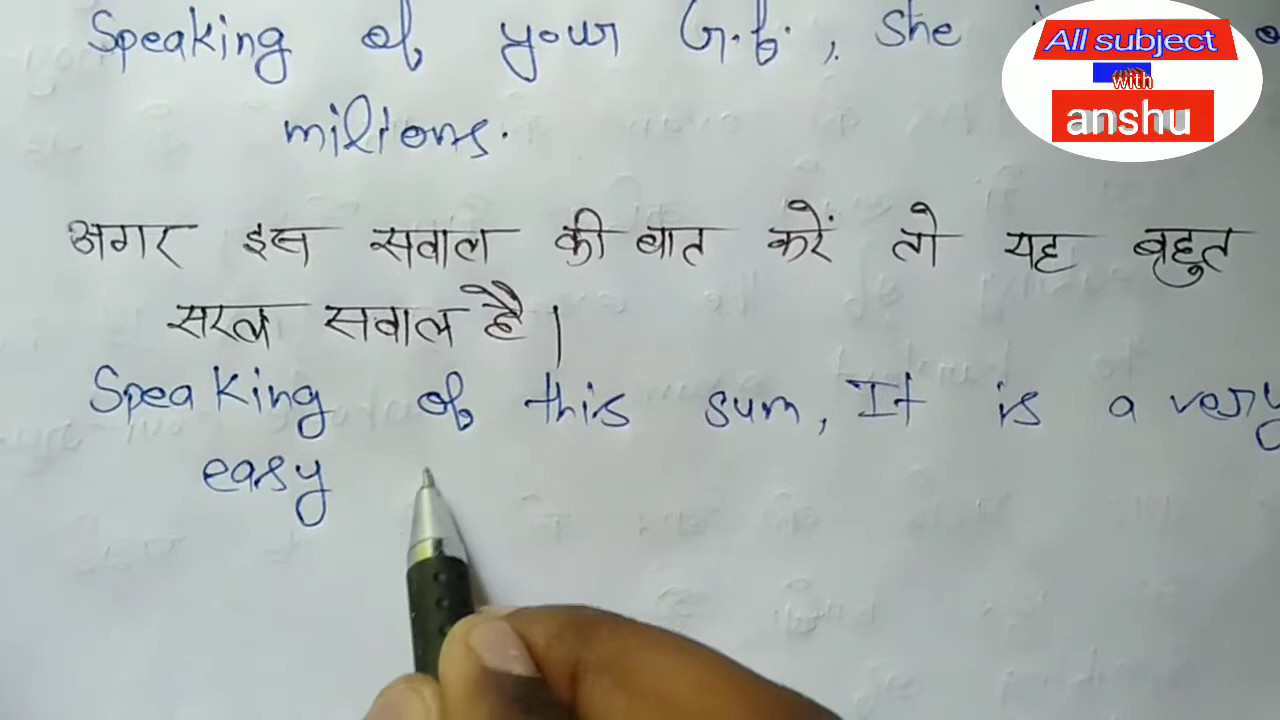 Speaking of your G.f., She
milions.
अगर इस सवाल की बात करें तो यह बहुत
सरल सवाल है।
Speaking of this sum, It is a very
easy
All subject
with
anshu